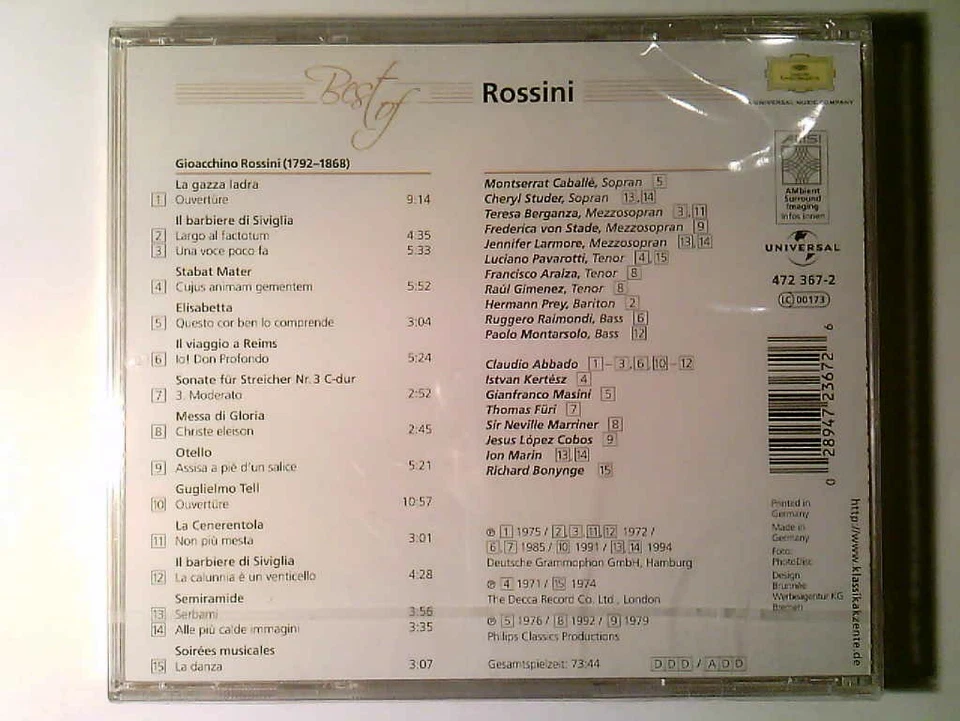 Best of
Rossini
UNIVERSAL MUSIC COMPANY
Gioacchino Rossini (1792–1868)
La gazza ladra
1 Ouvertüre 9:14
Il barbiere di Siviglia
2 Largo al factotum 4:35
3 Una voce poco fa 5:33
Stabat Mater
4 Cujus animam gementem 5:52
Elisabetta
5 Questo cor ben lo comprende 3:04
Il viaggio a Reims
6 Io! Don Profondo 5:24
Sonate für Streicher Nr. 3 C-dur
7 3. Moderato 2:52
Messa di Gloria
8 Christe eleison 2:45
Otello
9 Assisa a piè d'un salice 5:21
Guglielmo Tell
10 Ouvertüre 10:57
La Cenerentola
11 Non più mesta 3:01
Il barbiere di Siviglia
12 La calunnia è un venticello 4:28
Semiramide
13 Serbami 3:56
14 Alle più calde immagini 3:35
Soirées musicales
15 La danza 3:07
Montserrat Caballé, Sopran 5
Cheryl Studer, Sopran 13, 14
Teresa Berganza, Mezzosopran 3, 11
Frederica von Stade, Mezzosopran 9
Jennifer Larmore, Mezzosopran 13, 14
Luciano Pavarotti, Tenor 4, 15
Francisco Araiza, Tenor 8
Raúl Gimenez, Tenor 8
Hermann Prey, Bariton 2
Ruggero Raimondi, Bass 6
Paolo Montarsolo, Bass 12
Claudio Abbado 1 – 3, 6, 10 – 12
Istvan Kertész 4
Gianfranco Masini 5
Thomas Füri 7
Sir Neville Marriner 8
Jesus López Cobos 9
Ion Marin 13, 14
Richard Bonynge 15
℗ 1 1975 / 2, 3, 11, 12 1972 /
6, 7 1985 / 10 1991 / 13, 14 1994
Deutsche Grammophon GmbH, Hamburg
℗ 4 1971 / 15 1974
The Decca Record Co. Ltd., London
℗ 5 1976 / 8 1992 / 9 1979
Philips Classics Productions
Gesamtspielzeit: 73:44
DDD / ADD
AMSI
AMbient
Surround
Imaging
Infos innen
UNIVERSAL
472 367-2
LC 00173
0 28947 23672 6
Printed in
Germany
Made in
Germany
Foto:
PhotoDisc
Design:
Brunnée
Werbeagentur KG
Bremen
http://www.klassikakzente.de